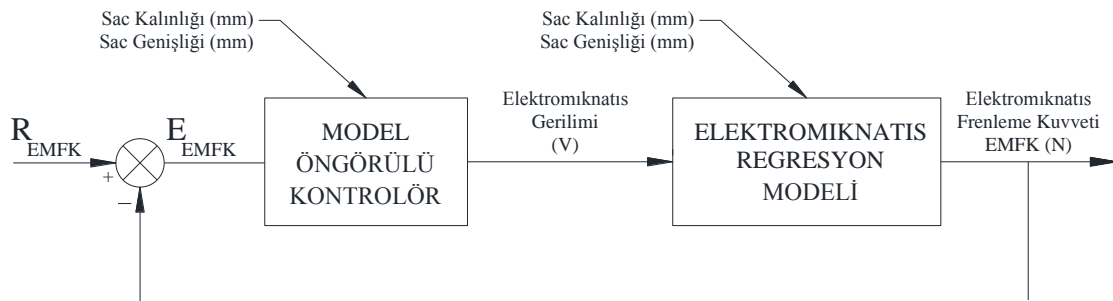 Sac Kalınlığı (mm)
Sac Genişliği (mm)
Sac Kalınlığı (mm)
Sac Genişliği (mm)
R EMFK
+
−
E EMFK
MODEL
ÖNGÖRÜLÜ
KONTROLÖR
Elektromıknatıs
Gerilimi
(V)
ELEKTROMIKNATIS
REGRESYON
MODELİ
Elektromıknatıs
Frenleme Kuvveti
EMFK (N)